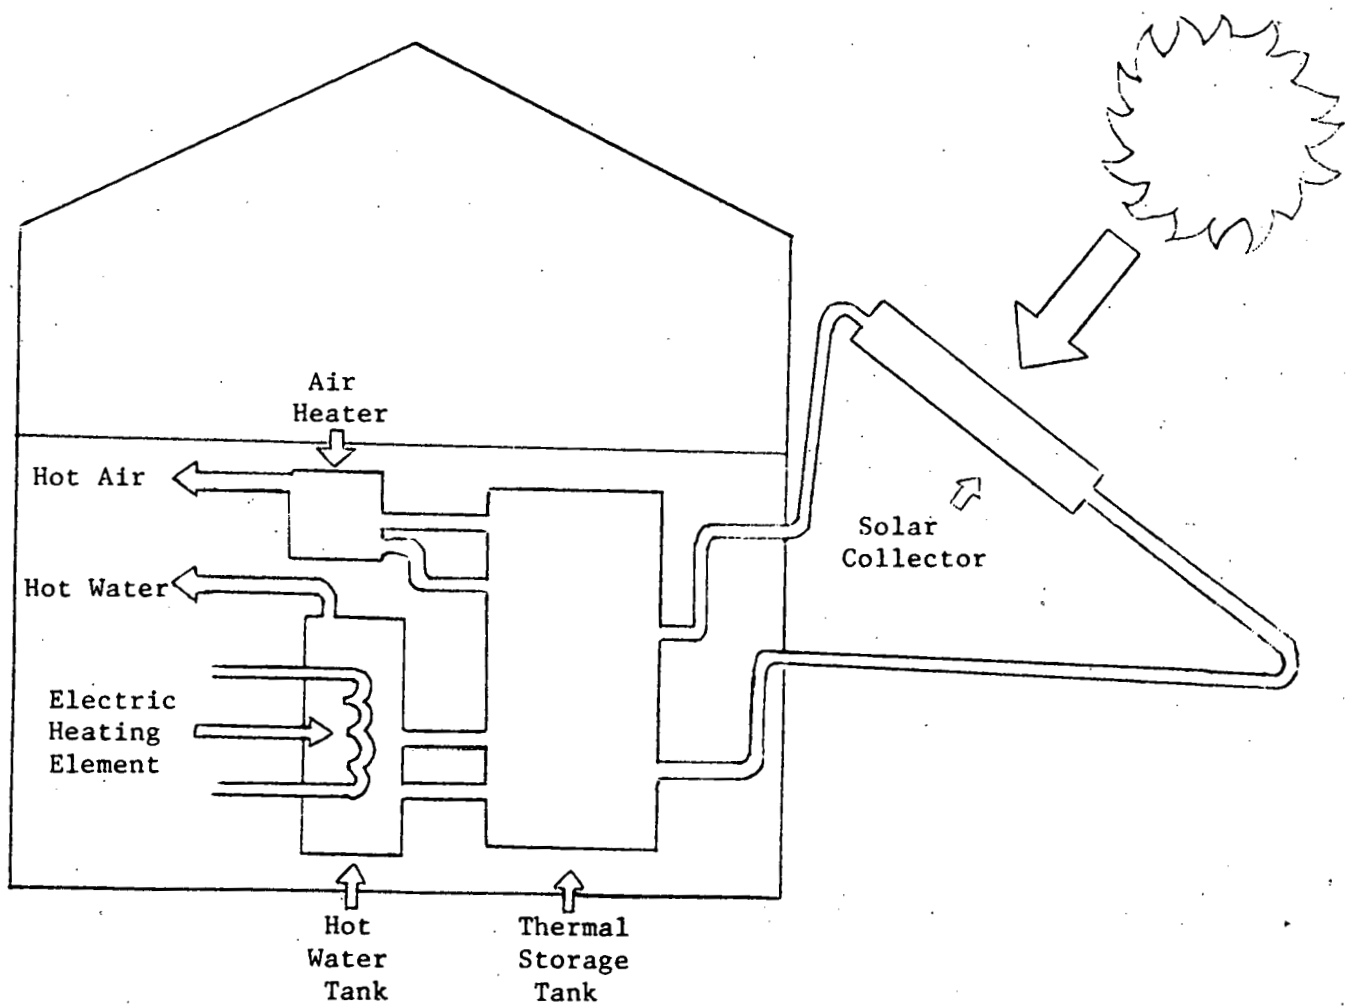 Air
Heater
Hot Air
Solar
Collector
Hot Water
Electric
Heating
Element
Hot
Water
Tank
Thermal
Storage
Tank